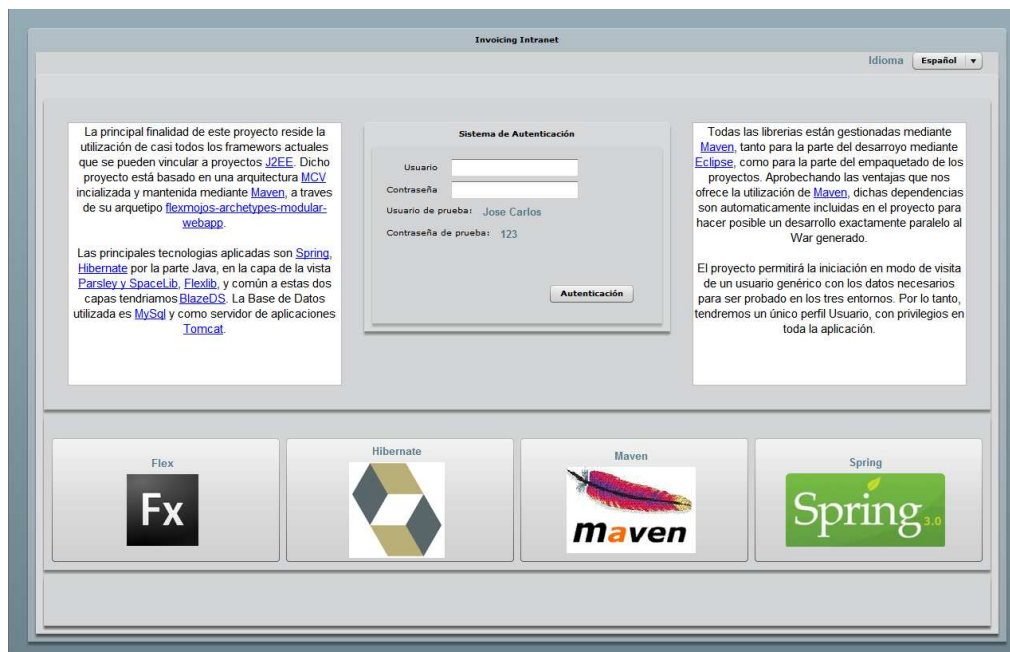 Invoicing Intranet
Idioma Español
La principal finalidad de este proyecto reside la
utilización de casi todos los framewors actuales
que se pueden vincular a proyectos J2EE. Dicho
proyecto está basado en una arquitectura MCV
incializada y mantenida mediante Maven, a traves
de su arquetipo flexmojos-archetypes-modular-
webapp.
Las principales tecnologias aplicadas son Spring,
Hibernate por la parte Java, en la capa de la vista
Parsley y SpaceLib, Flexlib, y común a estas dos
capas tendriamos BlazeDS. La Base de Datos
utilizada es MySql y como servidor de aplicaciones
Tomcat.
Sistema de Autenticación
Usuario
Contraseña
Usuario de prueba: Jose Carlos
Contraseña de prueba: 123
Autenticación
Todas las librerias están gestionadas mediante
Maven, tanto para la parte del desarroyo mediante
Eclipse, como para la parte del empaquetado de los
proyectos. Aprobechando las ventajas que nos
ofrece la utilización de Maven, dichas dependencias
son automaticamente incluidas en el proyecto para
hacer posible un desarrollo exactamente paralelo al
War generado.
El proyecto permitirá la iniciación en modo de visita
de un usuario genérico con los datos necesarios
para ser probado en los tres entornos. Por lo tanto,
tendremos un único perfil Usuario, con privilegios en
toda la aplicación.
Flex
Fx
Hibernate
Maven
maven
Spring
Spring 3.0